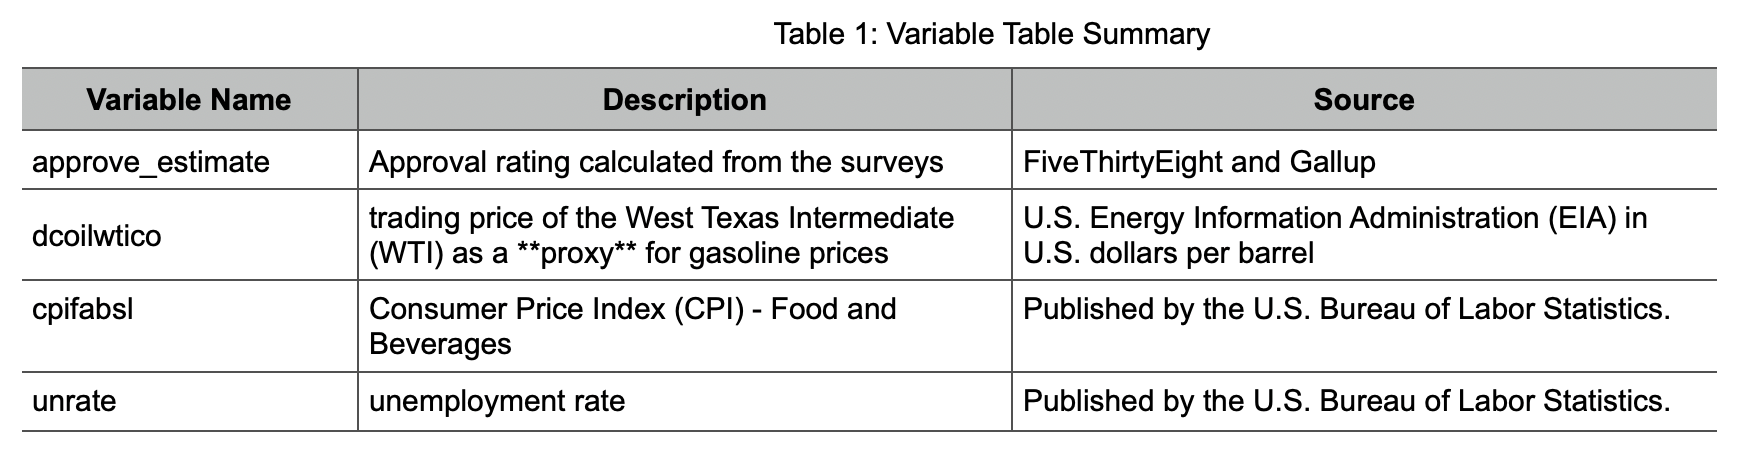 Table 1: Variable Table Summary
Variable Name Description Source
approve_estimate Approval rating calculated from the surveys FiveThirtyEight and Gallup
dcoilwtico
trading price of the West Texas Intermediate
(WTI) as a **proxy** for gasoline prices
U.S. Energy Information Administration (EIA) in
U.S. dollars per barrel
cpifabsl
Consumer Price Index (CPI) - Food and
Beverages
Published by the U.S. Bureau of Labor Statistics.
unrate unemployment rate Published by the U.S. Bureau of Labor Statistics.